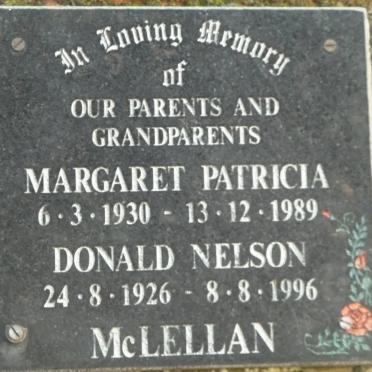 In Loving Memory
of
OUR PARENTS AND
GRANDPARENTS
MARGARET PATRICIA
6·3·1930 - 13·12·1989
DONALD NELSON
24·8·1926 - 8·8·1996
McLELLAN